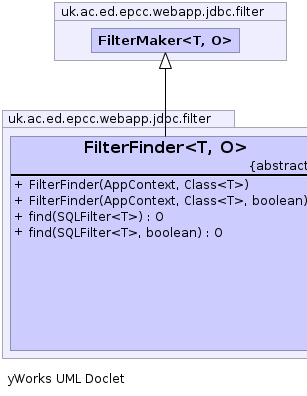 uk.ac.ed.epcc.webapp.jdbc.filter
FilterMaker<T, O>
uk.ac.ed.epcc.webapp.jdbc.filter
FilterFinder<T, O>
{abstract
+ FilterFinder(AppContext, Class<T>)
+ FilterFinder(AppContext, Class<T>, boolean)
+ find(SQLFilter<T>) : O
+ find(SQLFilter<T>, boolean) : O
yWorks UML Doclet